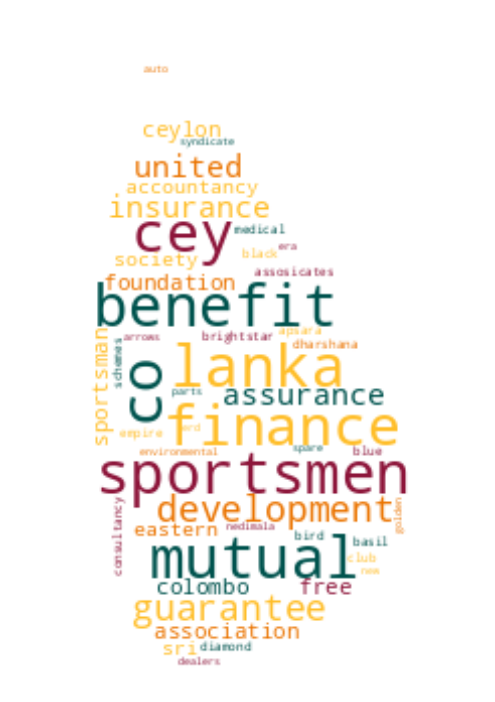 auto
ceylon
syndicate
united
accountancy
insurance
cey
medical
era
society
black
assosicates
foundation
benefit
sportsman
schemes
arrows
brightstar
apsara
dharshana
co
lanka
parts
assurance
finance
empire
erd
spare
environmental
blue
sportsmen
consultancy
development
golden
eastern
nedimala
bird
basil
mutual
club
new
colombo
free
guarantee
association
sri
diamond
dealers